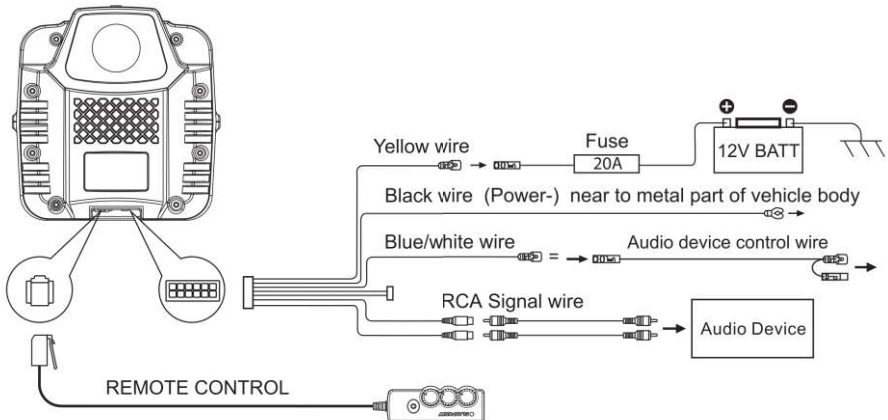 Yellow wire
Fuse
20A
12V BATT
Black wire (Power-) near to metal part of vehicle body
Blue/white wire
Audio device control wire
RCA Signal wire
Audio Device
REMOTE CONTROL